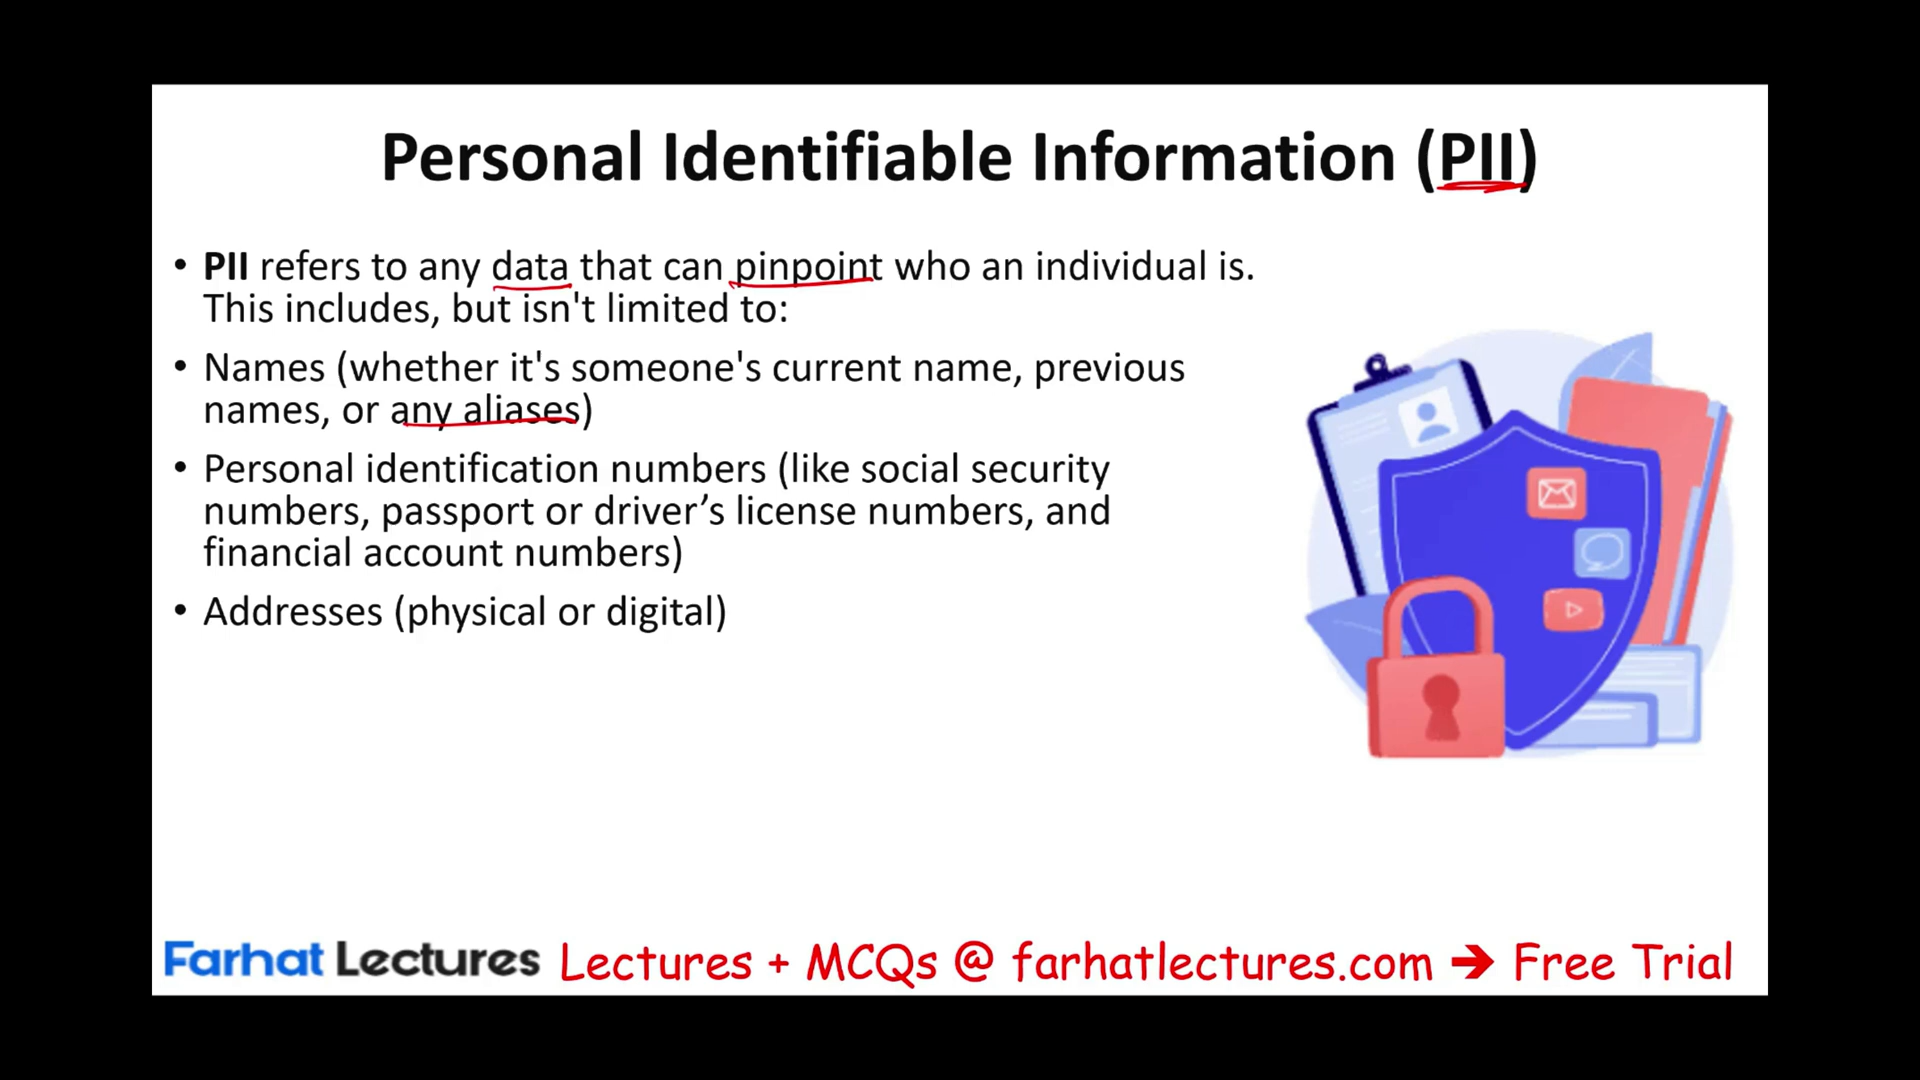 Personal Identifiable Information (PII)
• PII refers to any data that can pinpoint who an individual is.
This includes, but isn't limited to:
• Names (whether it's someone's current name, previous
names, or any aliases)
• Personal identification numbers (like social security
numbers, passport or driver’s license numbers, and
financial account numbers)
• Addresses (physical or digital)
Farhat Lectures Lectures + MCQs @ farhatlectures.com → Free Trial